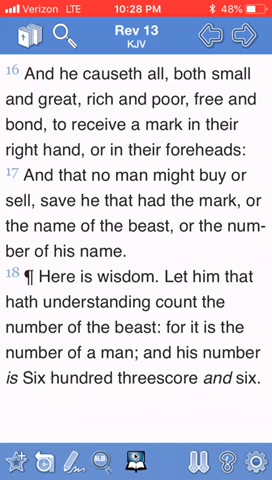 Verizon LTE 10:28 PM 48%
Rev 13
KJV
16 And he causeth all, both small
and great, rich and poor, free and
bond, to receive a mark in their
right hand, or in their foreheads:
17 And that no man might buy or
sell, save he that had the mark, or
the name of the beast, or the num-
ber of his name.
18 ¶ Here is wisdom. Let him that
hath understanding count the
number of the beast: for it is the
number of a man; and his number
is Six hundred threescore and six.
BLB